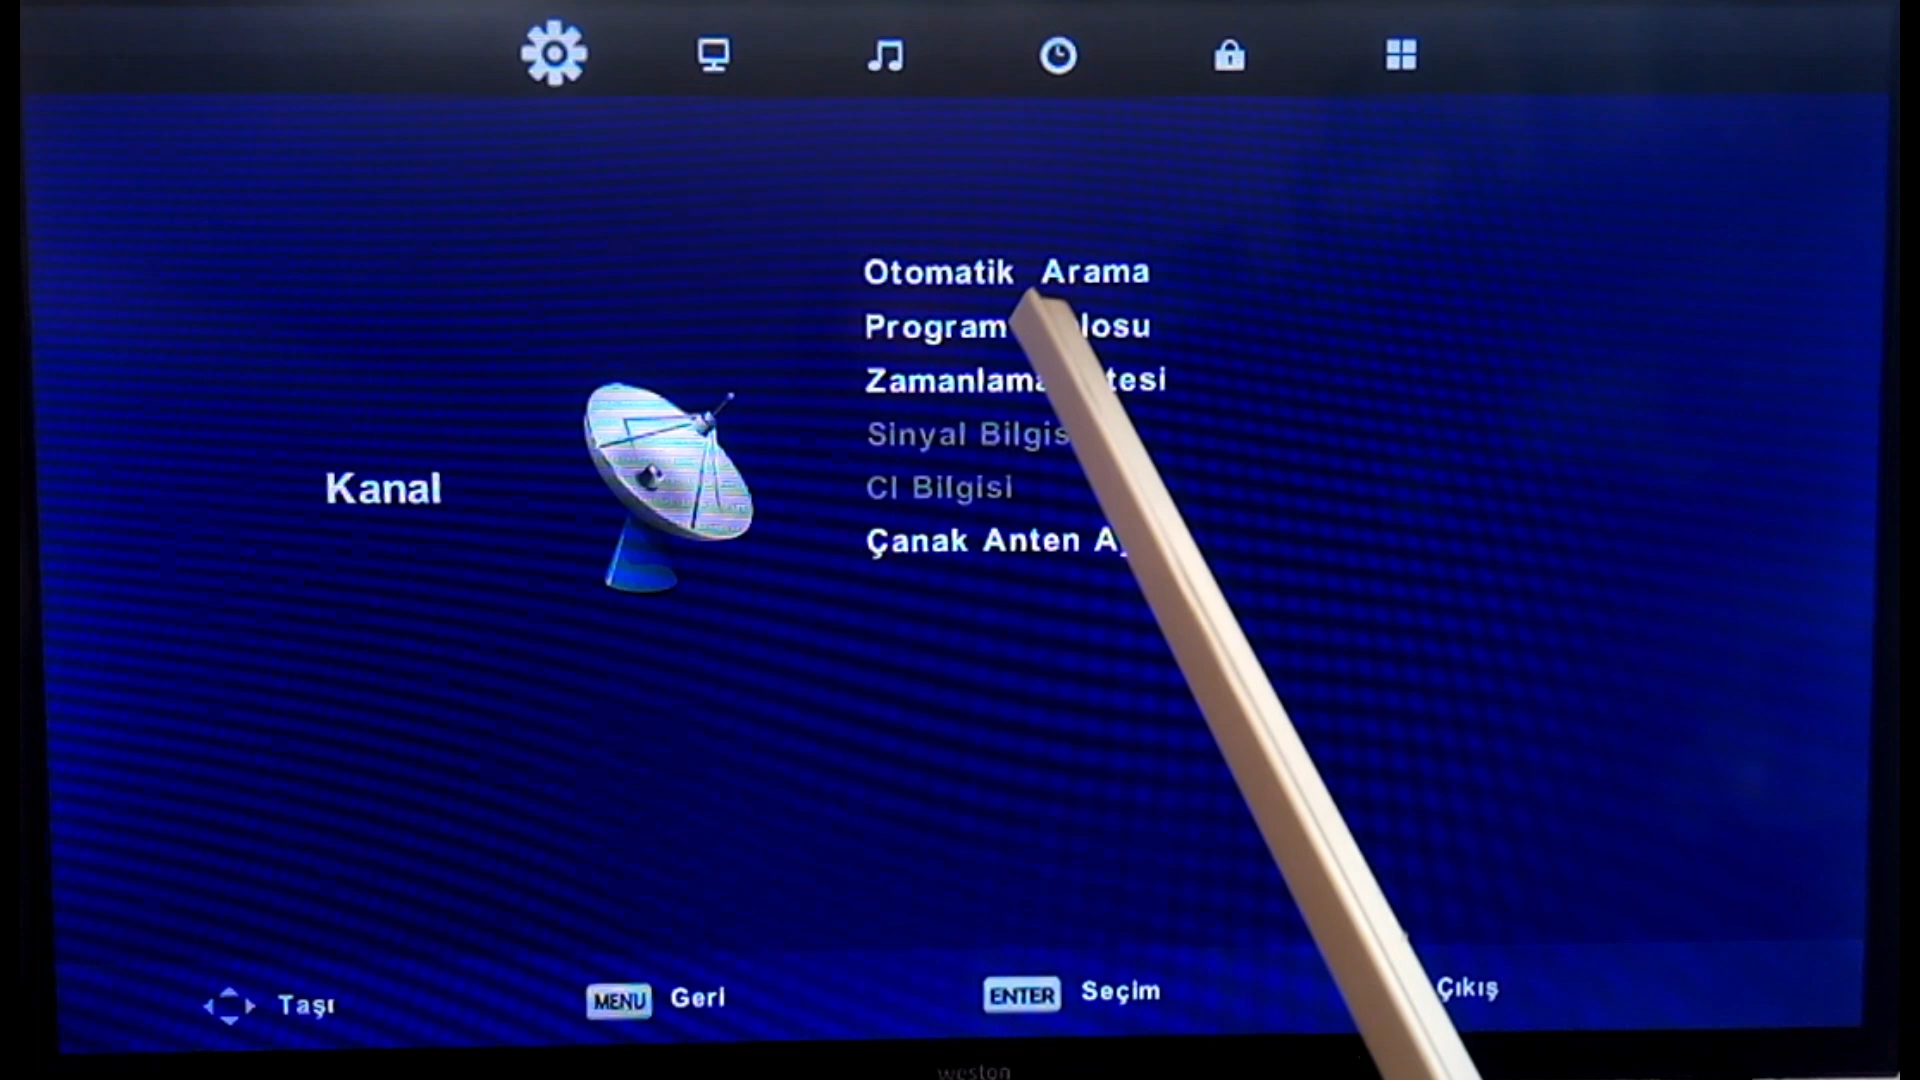 Otomatik Arama
Program losu
Zamanlama tesi
Sinyal Bilgis
CI Bilgisi
Çanak Anten A
Kanal
Taşı
MENU Geri
ENTER Seçim
Çıkış
weston